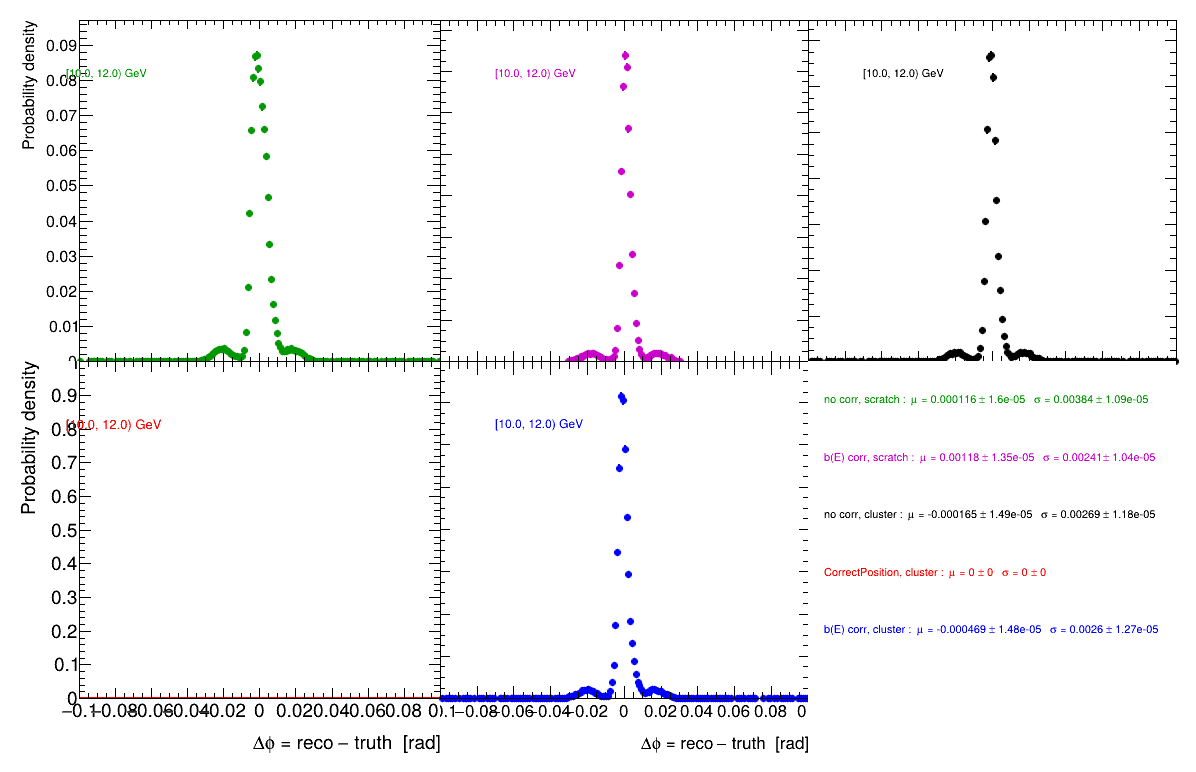 Probability density
0.09
0.08
0.07
0.06
0.05
0.04
0.03
0.02
0.01
0
[10.0, 12.0) GeV
[10.0, 12.0) GeV
[10.0, 12.0) GeV
Probability density
0.9
0.8
0.7
0.6
0.5
0.4
0.3
0.2
0.1
0
[10.0, 12.0) GeV
[10.0, 12.0) GeV
−0.1 −0.08 −0.06 −0.04 −0.02 0 0.02 0.04 0.06 0.08 0.1
−0.08 −0.06 −0.04 −0.02 0 0.02 0.04 0.06 0.08
Δϕ = reco − truth [rad]
Δϕ = reco − truth [rad]
no corr, scratch : μ = 0.000116 ± 1.6e-05 σ = 0.00384 ± 1.09e-05
b(E) corr, scratch : μ = 0.00118 ± 1.35e-05 σ = 0.00241 ± 1.04e-05
no corr, cluster : μ = -0.000165 ± 1.49e-05 σ = 0.00269 ± 1.18e-05
CorrectPosition, cluster : μ = 0 ± 0 σ = 0 ± 0
b(E) corr, cluster : μ = -0.000469 ± 1.48e-05 σ = 0.0026 ± 1.27e-05